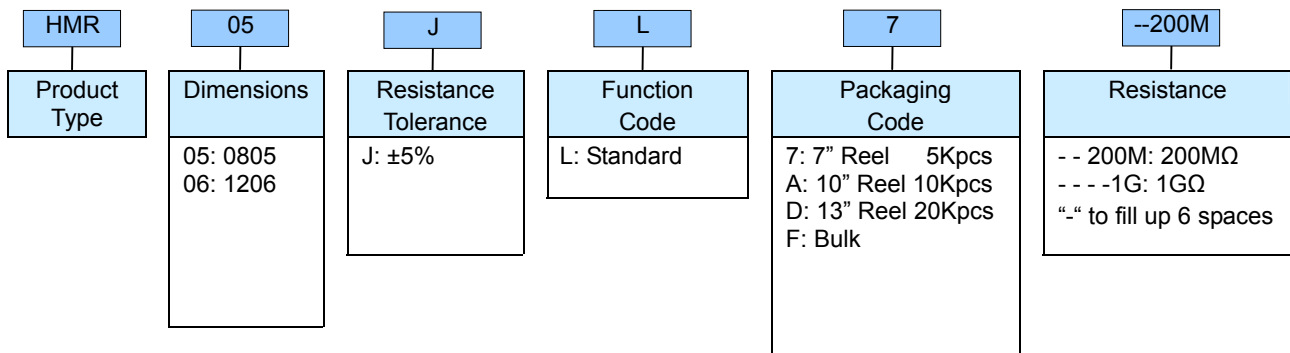 HMR 05 J L 7 --200M
Product Type
Dimensions
05: 0805
06: 1206
Resistance
Tolerance
J: ±5%
Function
Code
L: Standard
Packaging
Code
7: 7” Reel 5Kpcs
A: 10” Reel 10Kpcs
D: 13” Reel 20Kpcs
F: Bulk
Resistance
- - 200M: 200MΩ
- - - -1G: 1GΩ
“-“ to fill up 6 spaces